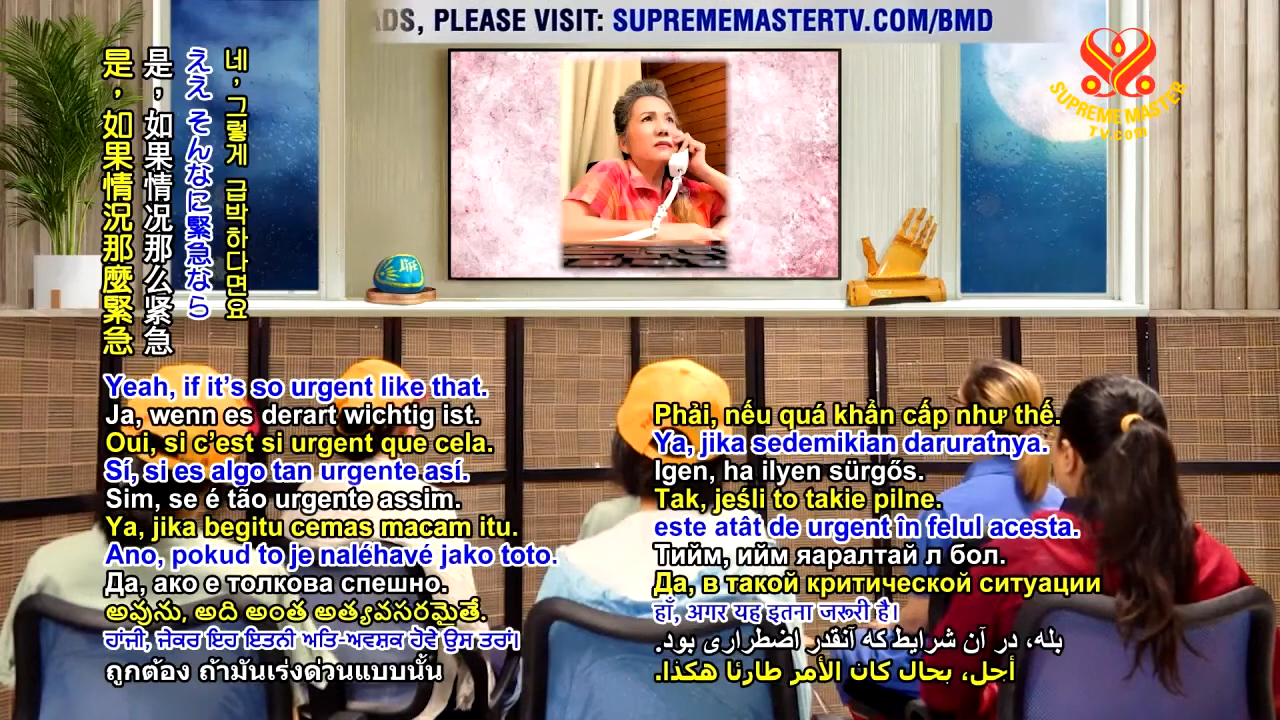 ADS, PLEASE VISIT: SUPREMEMASTERTV.COM/BMD
SUPREME MASTER
TV.com
LIFE
네, 그렇게 급박하다면요
ええ そんなに緊急なら
是，如果情况那么紧急
是，如果情況那麼緊急
Yeah, if it’s so urgent like that.
Ja, wenn es derart wichtig ist.
Oui, si c’est si urgent que cela.
Sí, si es algo tan urgente así.
Sim, se é tão urgente assim.
Ya, jika begitu cemas macam itu.
Ano, pokud to je naléhavé jako toto.
Да, ако е толкова спешно.
అవును, అది అంత అత్యవసరమైతే.
ਹਾਂਜੀ, ਜੇਕਰ ਇਹ ਇਤਨੀ ਅਤਿ-ਅਵਸ਼ਕ ਹੋਵੇ ਉਸ ਤਰਾਂ।
ถูกต้อง ถ้ามันเร่งด่วนแบบนั้น
Phải, nếu quá khẩn cấp như thế.
Ya, jika sedemikian daruratnya.
Igen, ha ilyen sürgős.
Tak, jeśli to takie pilne.
este atât de urgent în felul acesta.
Тийм, ийм яаралтай л бол.
Да, в такой критической ситуации
हाँ, अगर यह इतना जरूरी है।
بله، در آن شرایط که آنقدر اضطراری بود.
أجل، بحال كان الأمر طارئا هكذا.